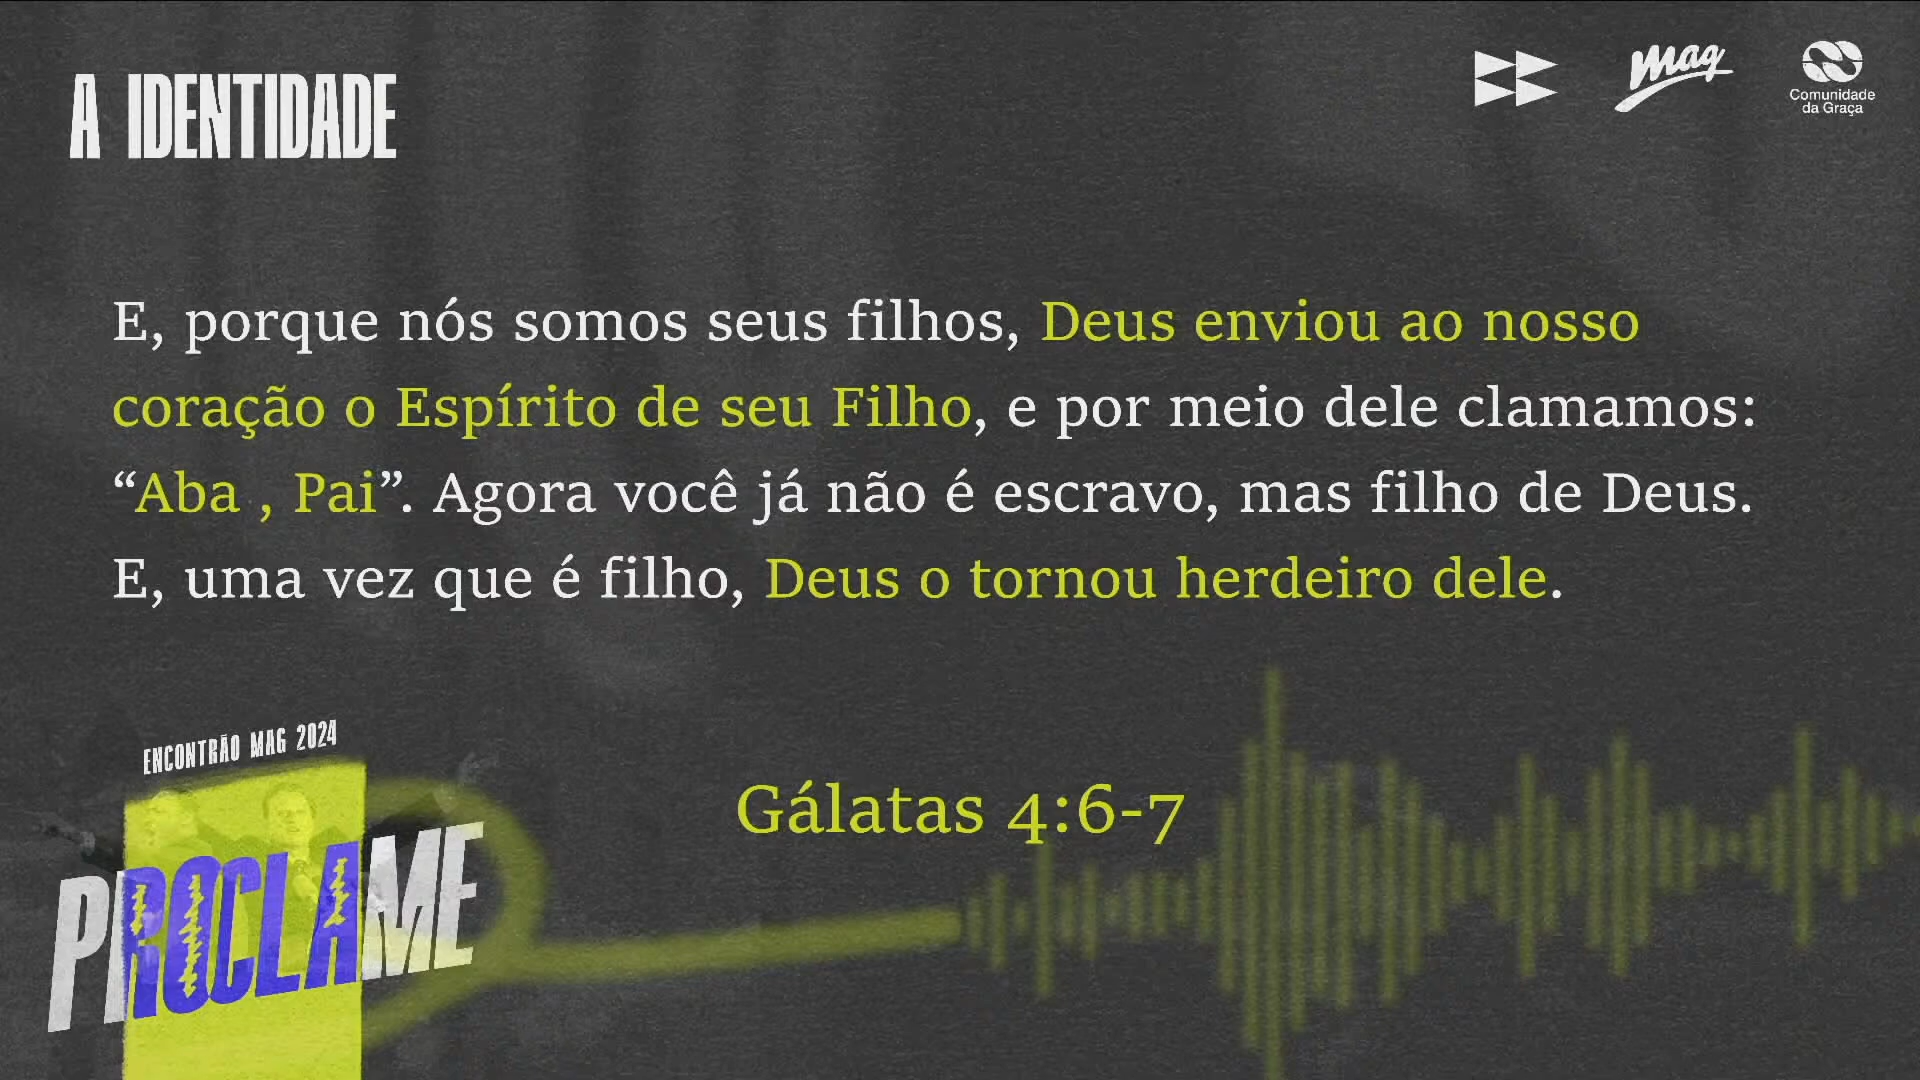 A IDENTIDADE
Mag
Comunidade
da Graça
E, porque nós somos seus filhos, Deus enviou ao nosso
coração o Espírito de seu Filho, e por meio dele clamamos:
“Aba , Pai”. Agora você já não é escravo, mas filho de Deus.
E, uma vez que é filho, Deus o tornou herdeiro dele.
Gálatas 4:6-7
ENCONTRÃO MAG 2024
PROCLAME